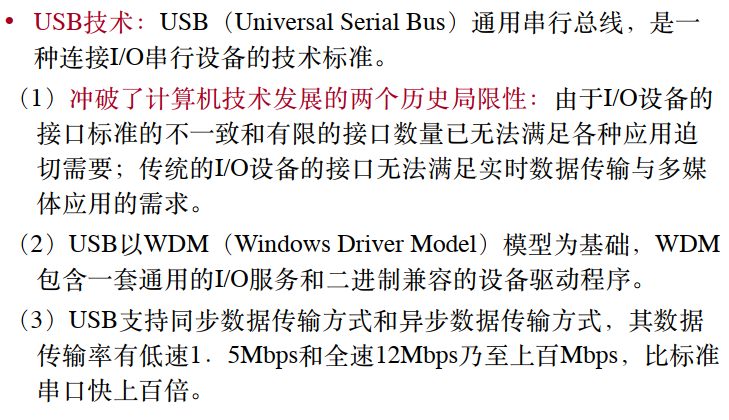 • USB技术：USB（Universal Serial Bus）通用串行总线，是一
种连接I/O串行设备的技术标准。
（1）冲破了计算机技术发展的两个历史局限性：由于I/O设备的
接口标准的不一致和有限的接口数量已无法满足各种应用迫
切需要；传统的I/O设备的接口无法满足实时数据传输与多媒
体应用的需求。
（2）USB以WDM（Windows Driver Model）模型为基础，WDM
包含一套通用的I/O服务和二进制兼容的设备驱动程序。
（3）USB支持同步数据传输方式和异步数据传输方式，其数据
传输率有低速1．5Mbps和全速12Mbps乃至上百Mbps，比标准
串口快上百倍。